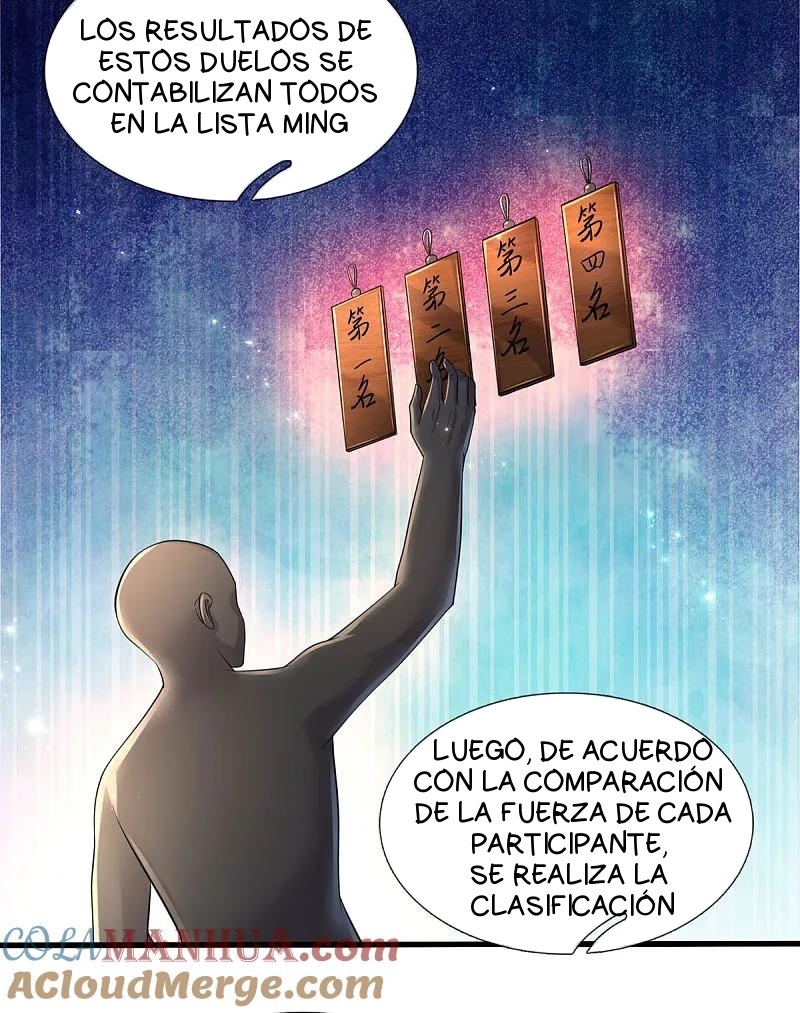 LOS RESULTADOS DE
ESTOS DUELOS SE
CONTABILIZAN TODOS
EN LA LISTA MING
第一名
第二名
第三名
第四名
LUEGO, DE ACUERDO
CON LA COMPARACIÓN
DE LA FUERZA DE CADA
PARTICIPANTE,
SE REALIZA LA
CLASIFICACIÓN
COLAMANHUA.com
ACloudMerge.com